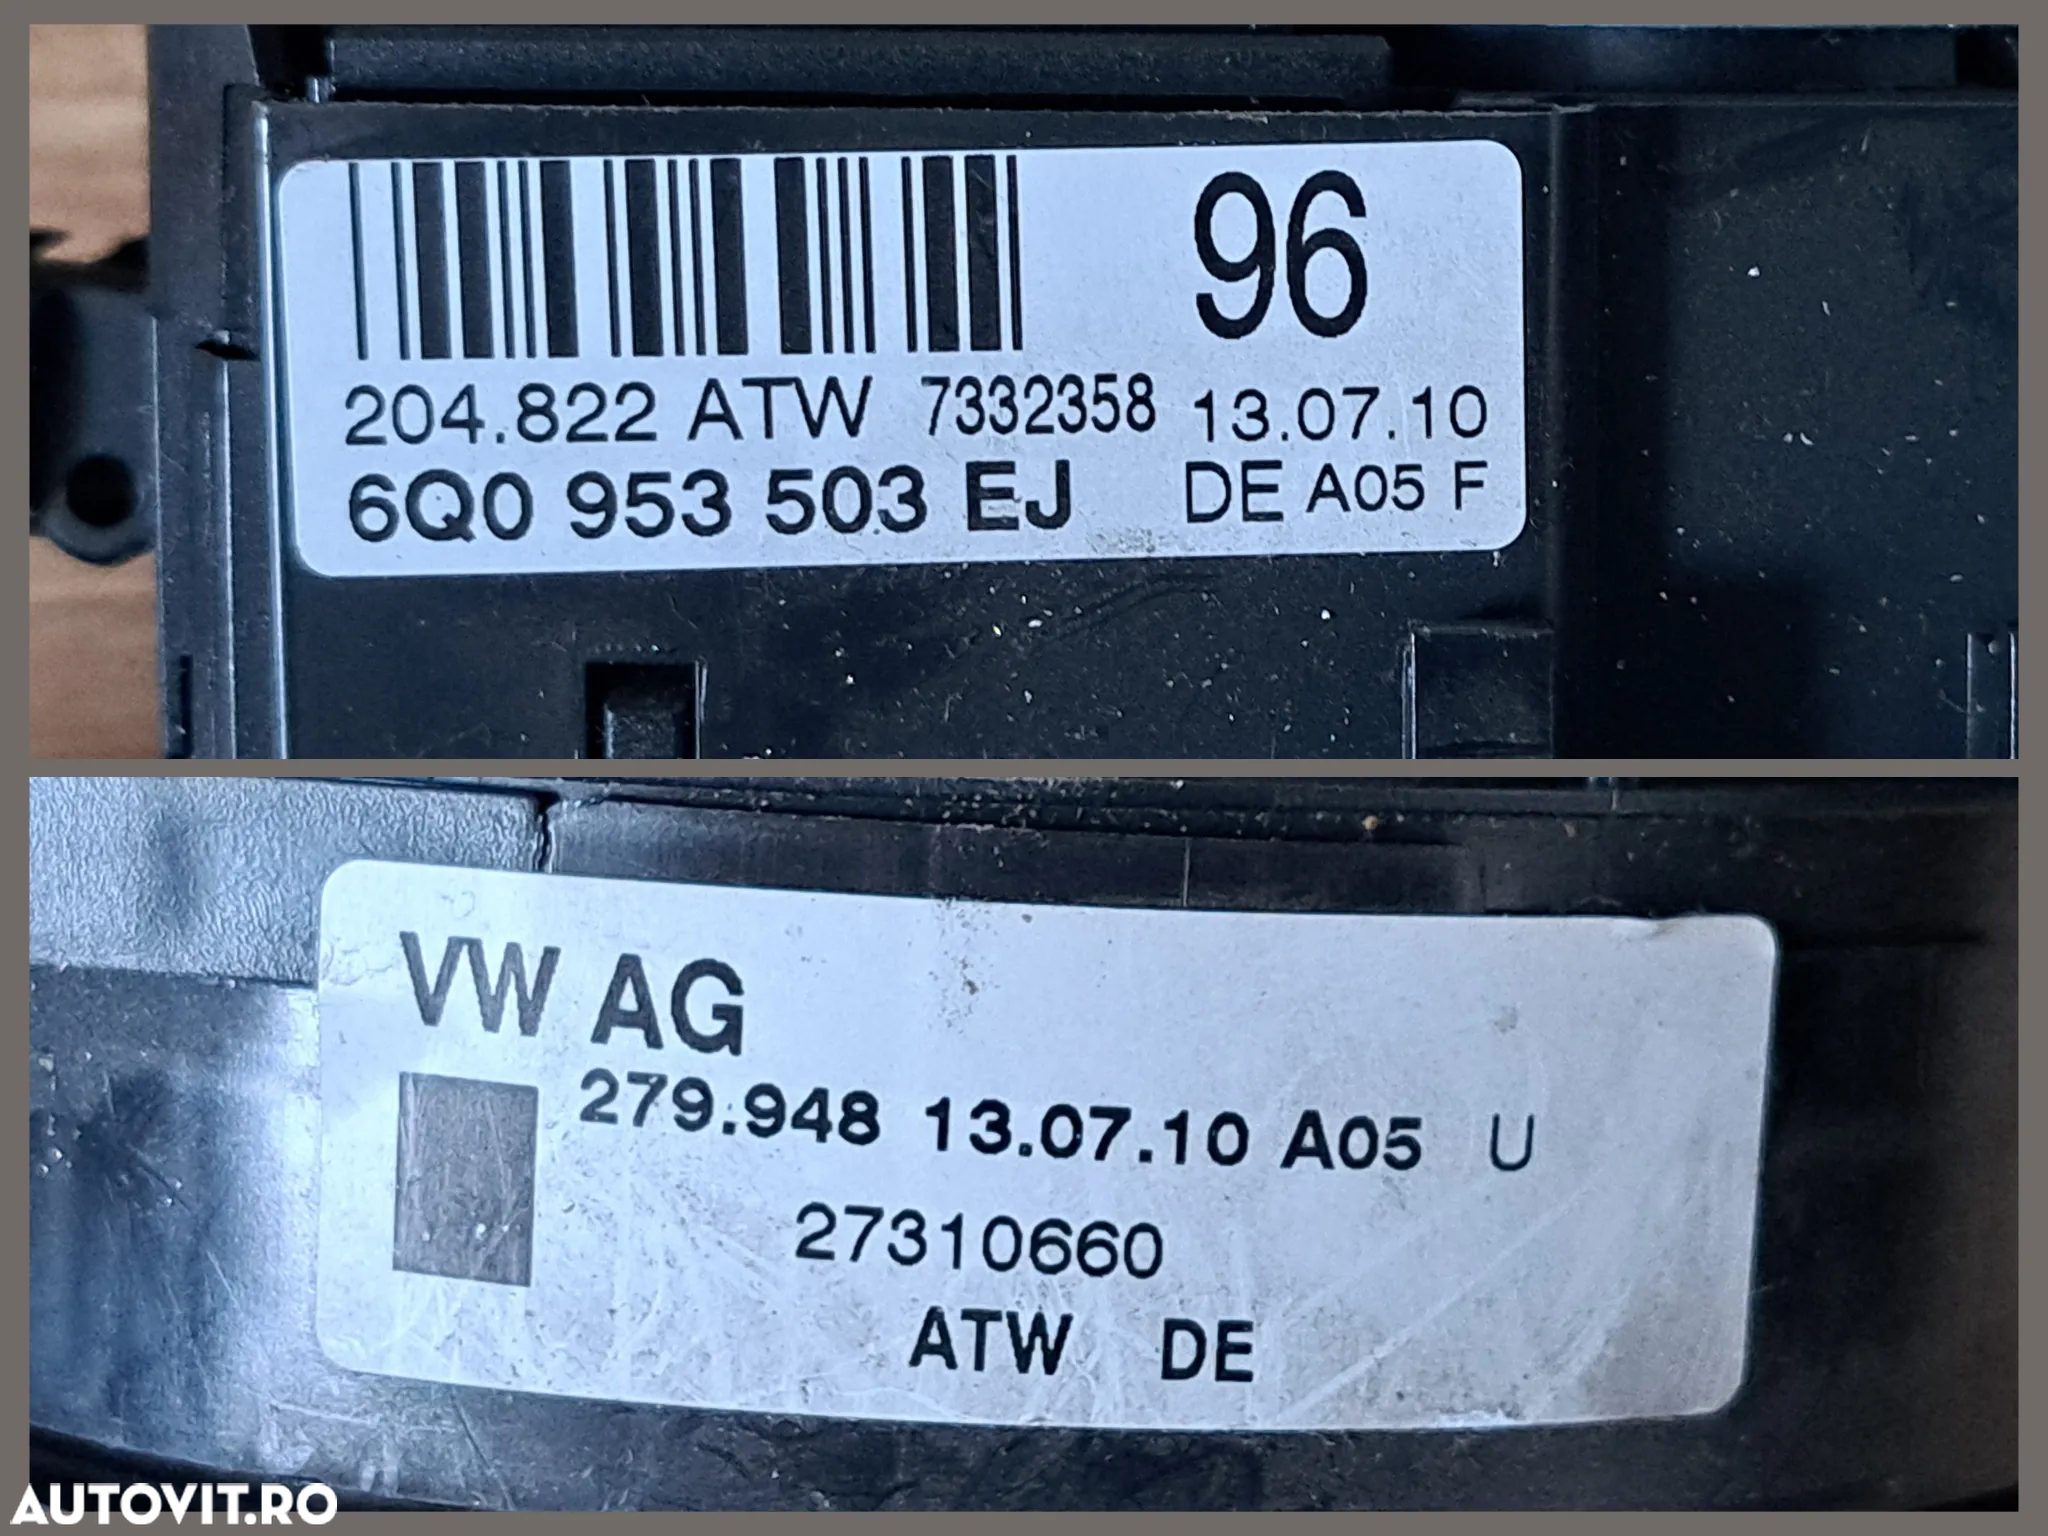 96
204.822 ATW 7332358 13.07.10
6Q0 953 503 EJ DE A05 F
VW AG
279.948 13.07.10 A05 U
27310660
ATW DE
AUTOVIT.RO